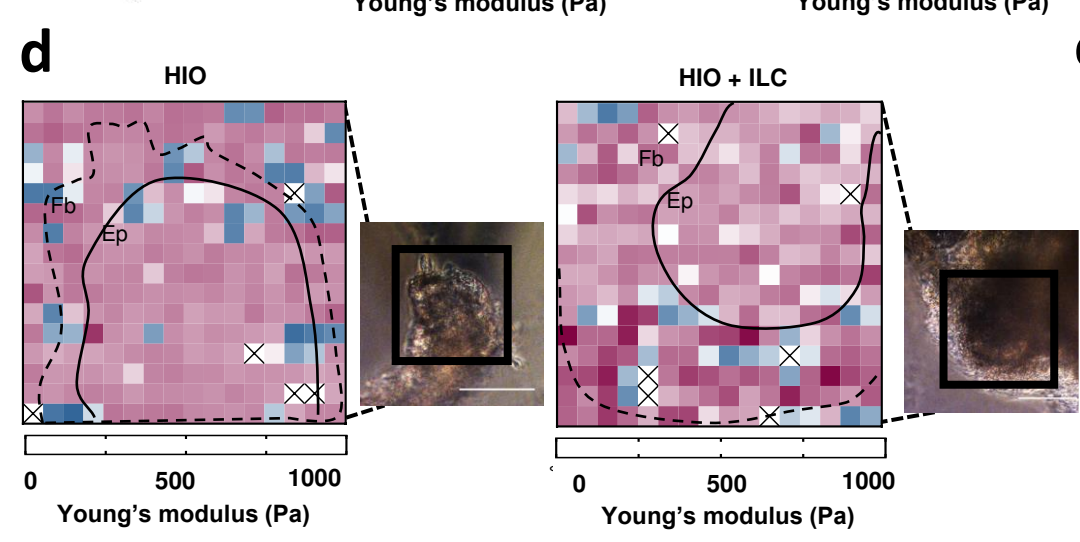 Young's modulus (Pa) Young's modulus (Pa)
d
HIO
HIO + ILC
Fb
Ep
Fb
Ep
0 500 1000
0 500 1000
Young's modulus (Pa)
Young's modulus (Pa)